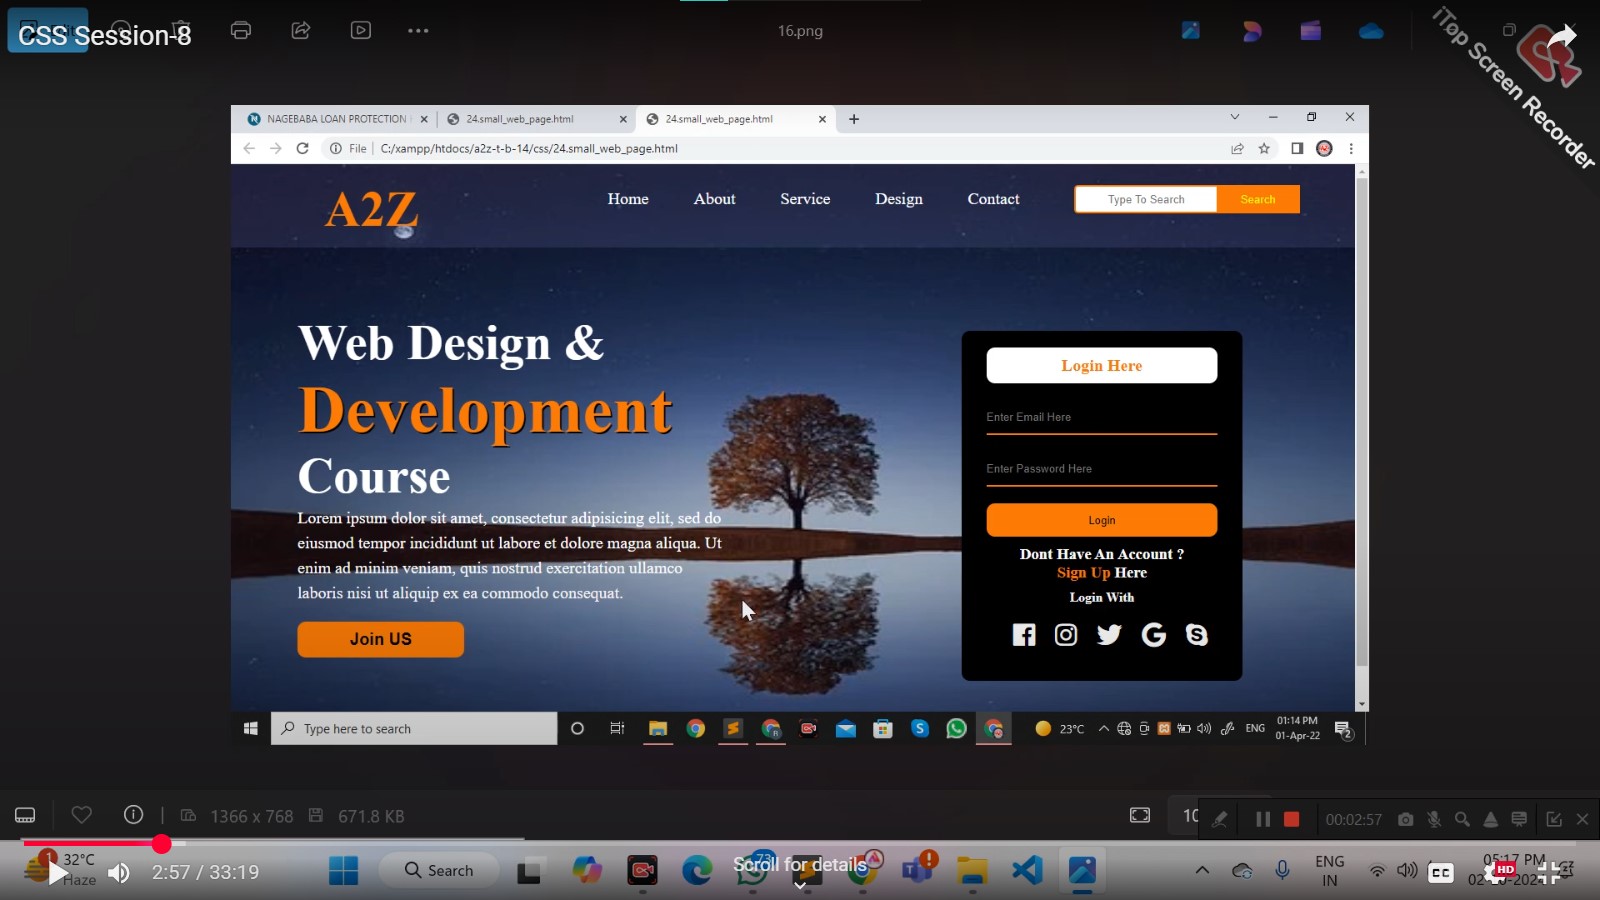 CSS Session-8
16.png
iTop Screen Recorder
NAGEBABA LOAN PROTECTION
24.small_web_page.html
24.small_web_page.html
File
C:/xampp/htdocs/a2z-t-b-14/css/24.small_web_page.html
A2Z
Home
About
Service
Design
Contact
Type To Search
Search
Web Design &
Development
Course
Lorem ipsum dolor sit amet, consectetur adipisicing elit, sed do
eiusmod tempor incididunt ut labore et dolore magna aliqua. Ut
enim ad minim veniam, quis nostrud exercitation ullamco
laboris nisi ut aliquip ex ea commodo consequat.
Join US
Login Here
Enter Email Here
Enter Password Here
Login
Dont Have An Account ?
Sign Up Here
Login With
Type here to search
23°C
ENG
01:14 PM
01-Apr-22
2
1366 x 768
671.8 KB
00:02:57
1
32°C
Haze
2:57 / 33:19
Search
Scroll for details
73
ENG
IN
CC
HD